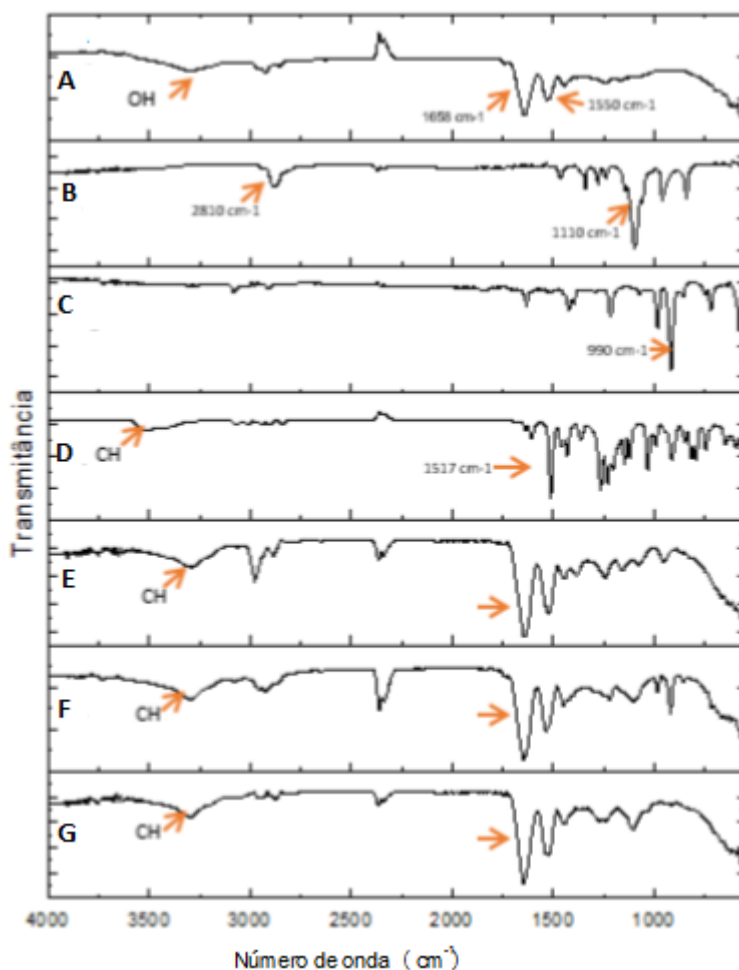 A
OH
1658 cm-1
1550 cm-1
B
2810 cm-1
1110 cm-1
C
990 cm-1
D
CH
1517 cm-1
E
CH
F
CH
G
CH
Transmitância
4000 3500 3000 2500 2000 1500 1000
Número de onda ( cm⁻¹)